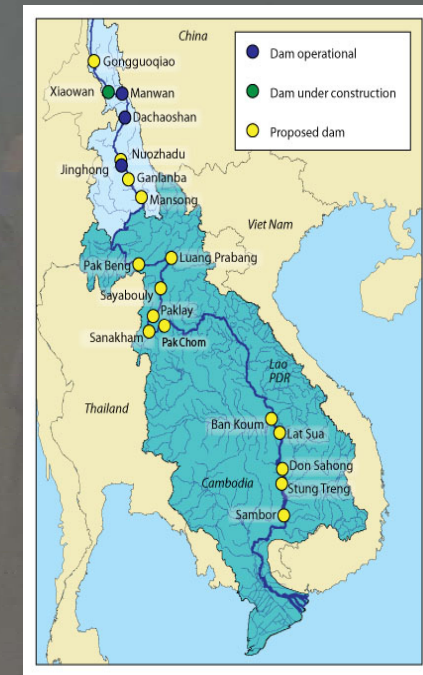 China
Dam operational
Dam under construction
Proposed dam
Gongguoqiao
Xiaowan
Manwan
Dachaoshan
Nuozhadu
Jinghong
Ganlanba
Mansong
Viet Nam
Luang Prabang
Pak Beng
Sayabouly
Paklay
Sanakham
Pak Chom
Lao
PDR
Thailand
Ban Koum
Lat Sua
Don Sahong
Cambodia
Stung Treng
Sambor